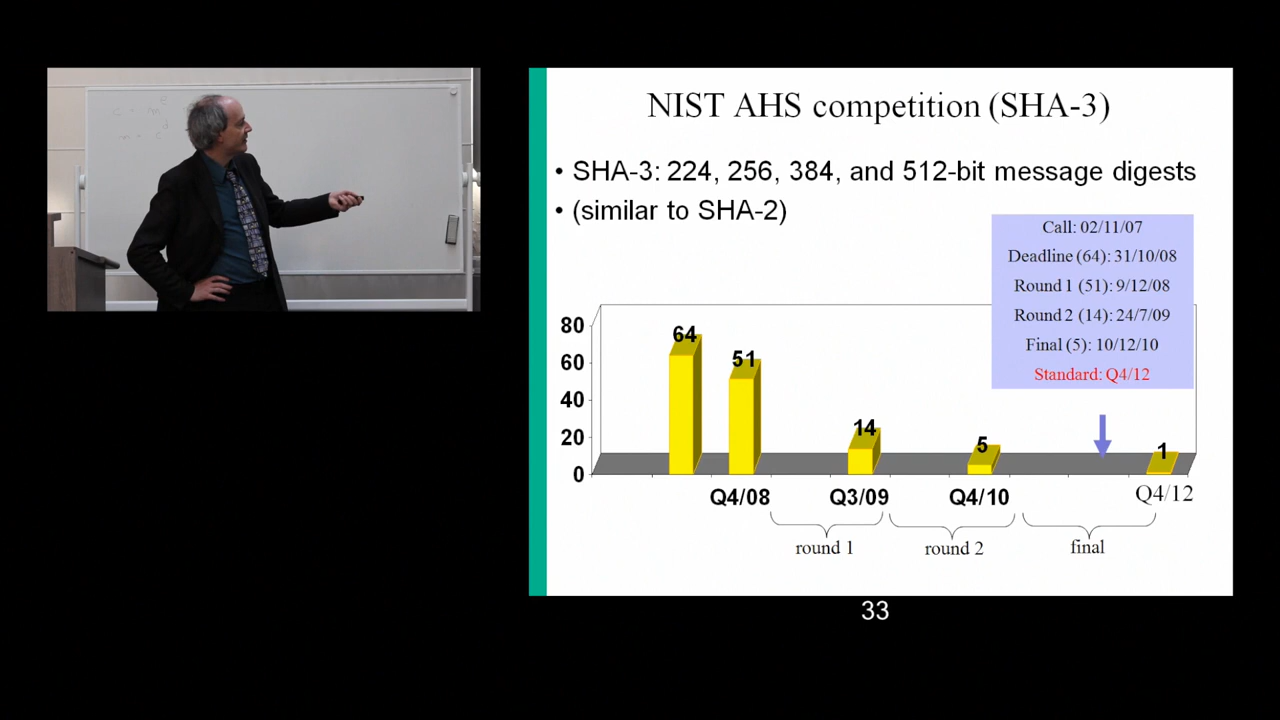 NIST AHS competition (SHA-3)
• SHA-3: 224, 256, 384, and 512-bit message digests
• (similar to SHA-2)
Call: 02/11/07
Deadline (64): 31/10/08
Round 1 (51): 9/12/08
Round 2 (14): 24/7/09
Final (5): 10/12/10
Standard: Q4/12
80
60
40
20
0
64
51
14
5
1
Q4/08
Q3/09
Q4/10
Q4/12
round 1
round 2
final
33